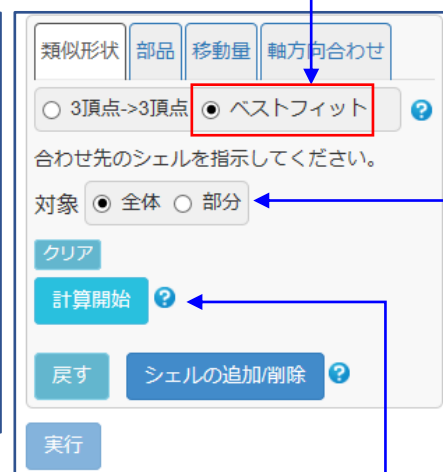 類似形状 部品 移動量 軸方向合わせ
3頂点->3頂点 ベストフィット ?
合わせ先のシェルを指示してください。
対象 全体 部分
クリア
計算開始 ?
戻す シェルの追加/削除 ?
実行